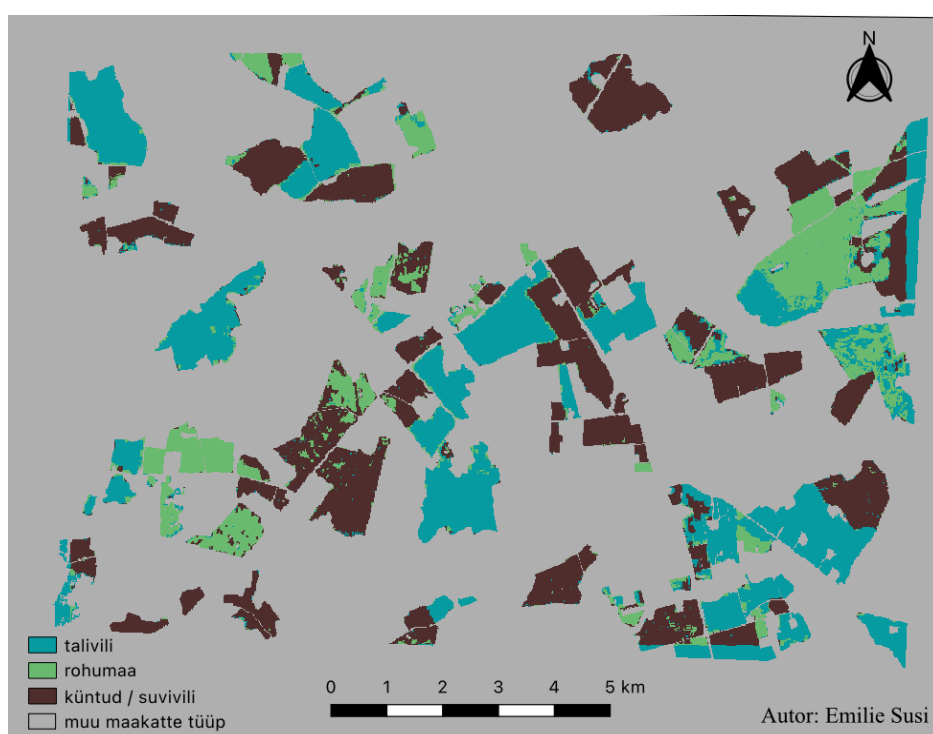 N
talivili
rohumaa
küntud / suvivili
muu maakatte tüüp
0 1 2 3 4 5 km
Autor: Emilie Susi